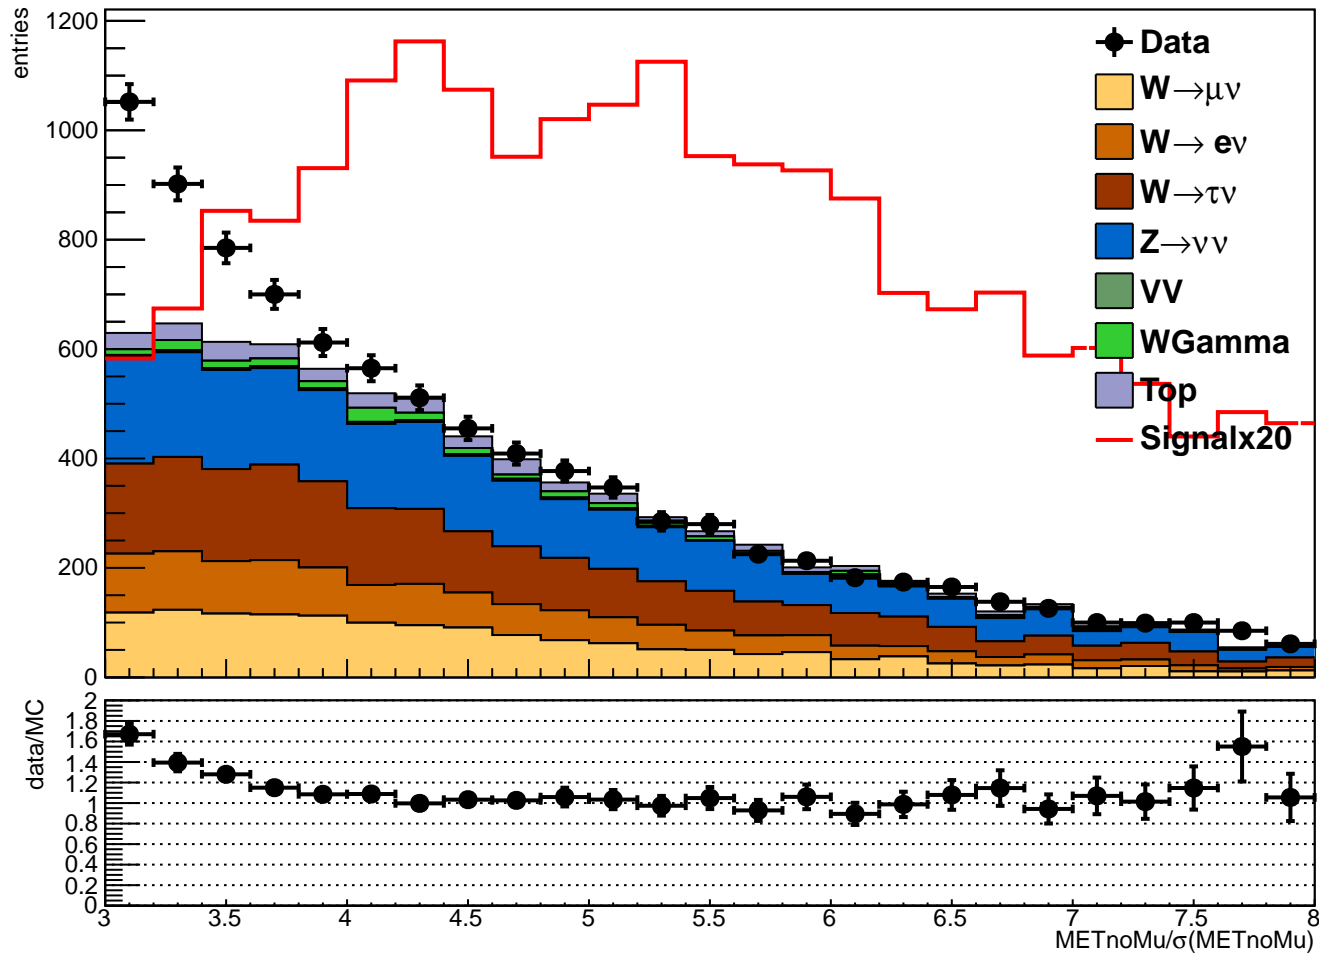 entries
1200
1000
800
600
400
200
0
Data
W→μν
W→ eν
W→τν
Z→νν
VV
WGamma
Top
Signalx20
data/MC
2
1.8
1.6
1.4
1.2
1
0.8
0.6
0.4
0.2
0
3 3.5 4 4.5 5 5.5 6 6.5 7 7.5 8
METnoMu/σ(METnoMu)